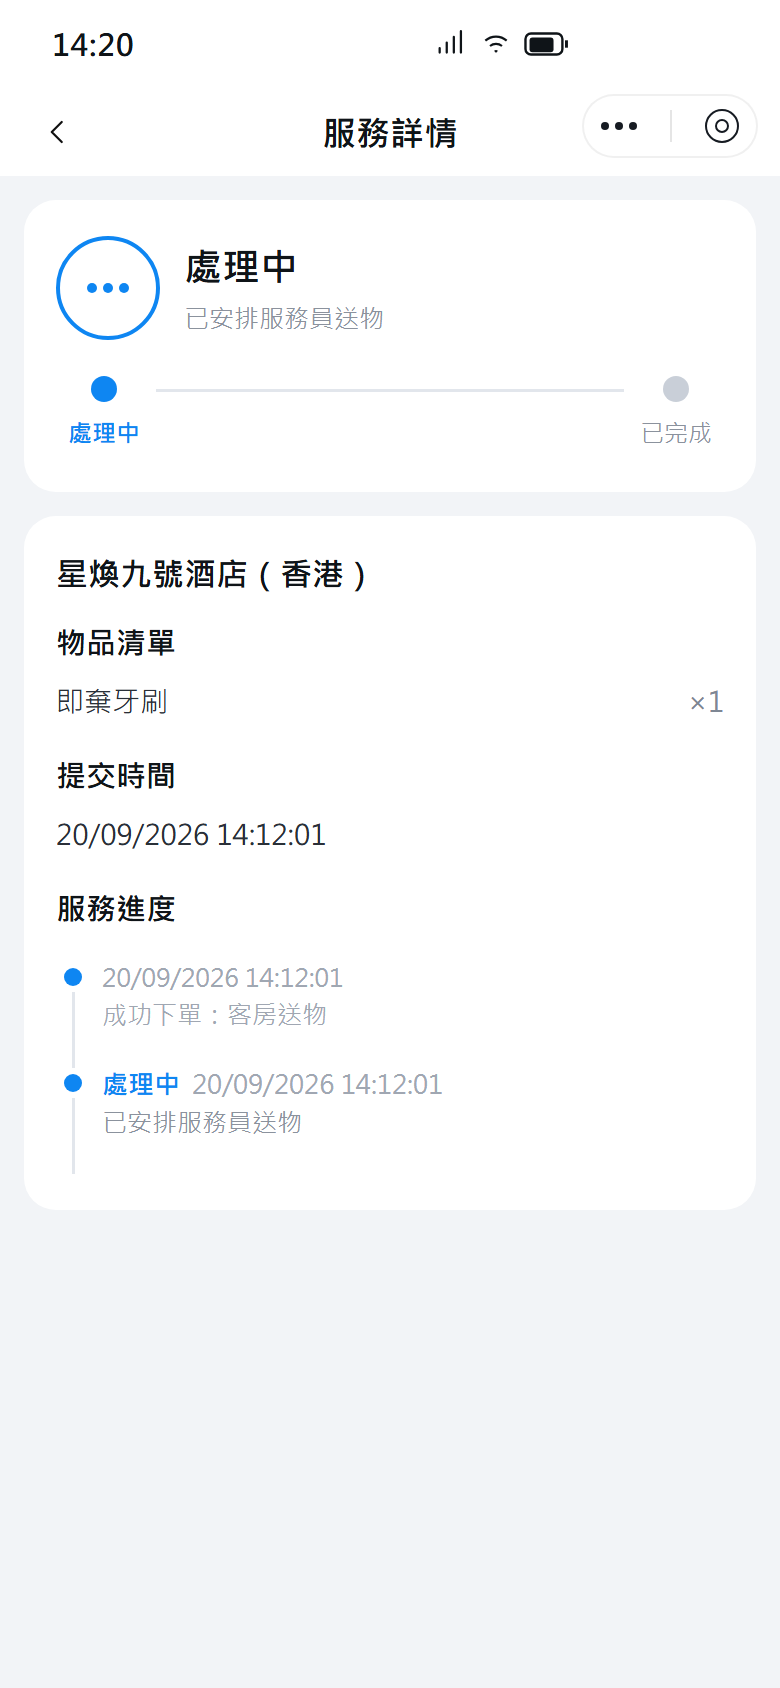 14:20
服務詳情
處理中
已安排服務員送物
處理中
已完成
星煥九號酒店（香港）
物品清單
即棄牙刷 ×1
提交時間
20/09/2026 14:12:01
服務進度
20/09/2026 14:12:01
成功下單：客房送物
處理中 20/09/2026 14:12:01
已安排服務員送物